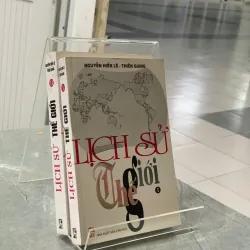 NGUYỄN HIẾN LÊ - THIÊN GIANG
LỊCH SỬ
Thế
Giới
LỊCH SỬ THẾ GIỚI
LỊCH SỬ THẾ GIỚI